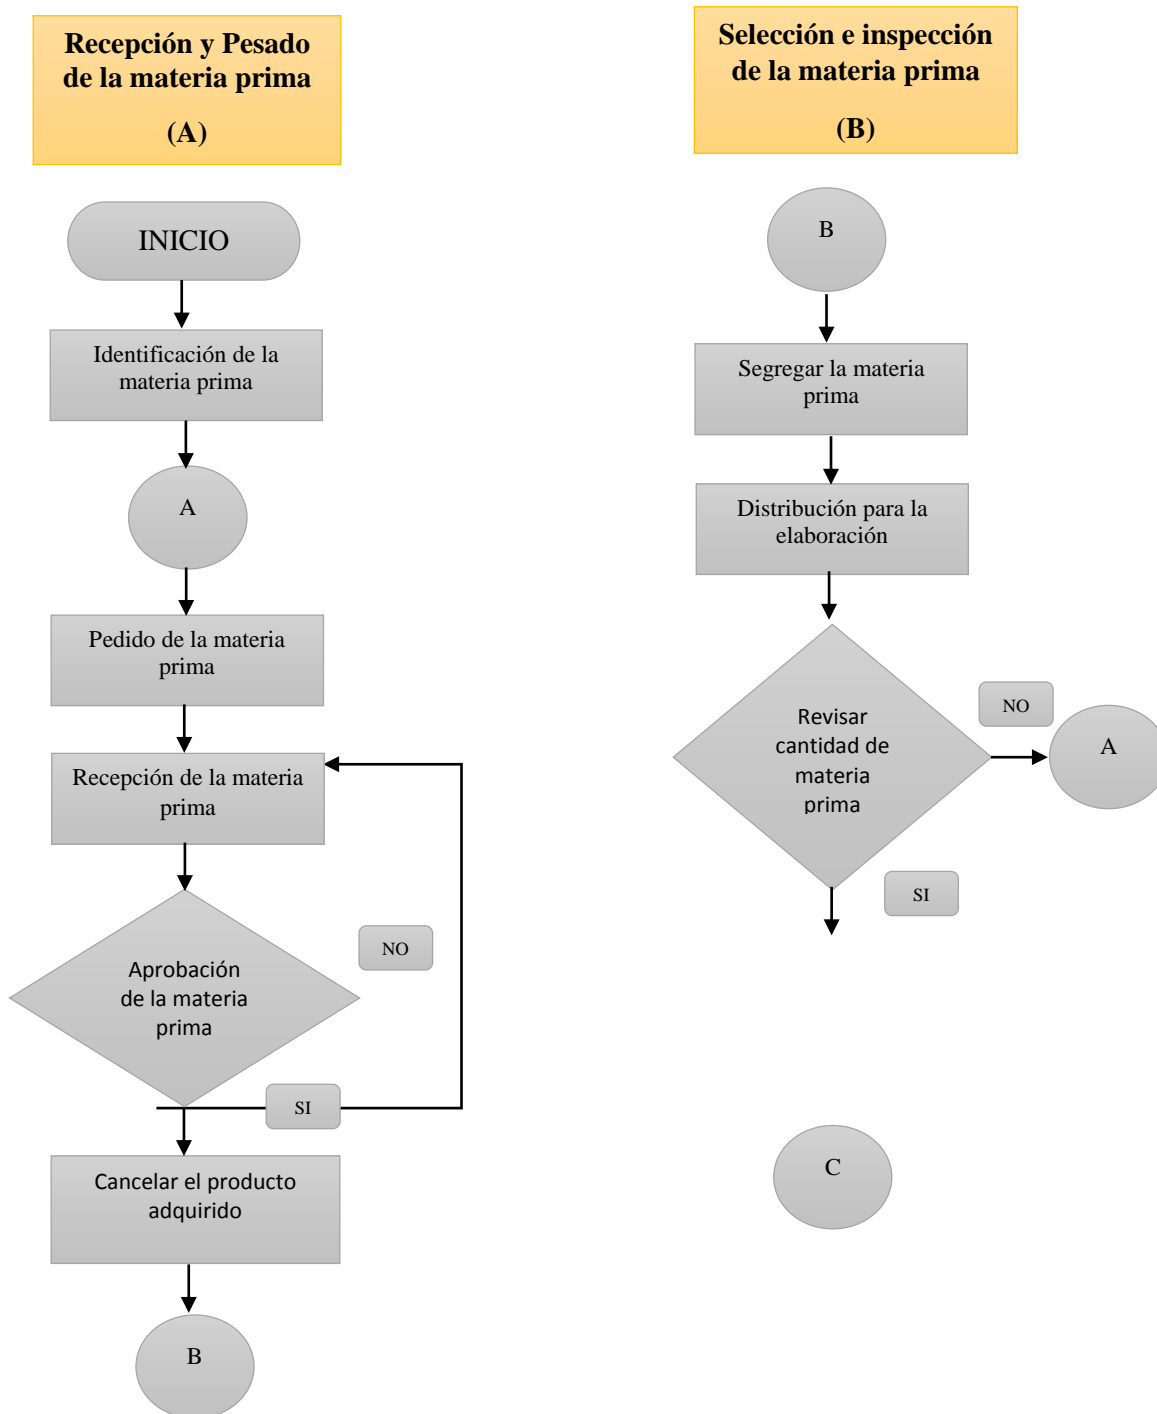 Recepción y Pesado
de la materia prima
(A)
INICIO
Identificación de la
materia prima
A
Pedido de la materia
prima
Recepción de la materia
prima
NO
Aprobación
de la materia
prima
SI
Cancelar el producto
adquirido
B
Selección e inspección
de la materia prima
(B)
B
Segregar la materia
prima
Distribución para la
elaboración
NO
Revisar
cantidad de
materia
prima
A
SI
C